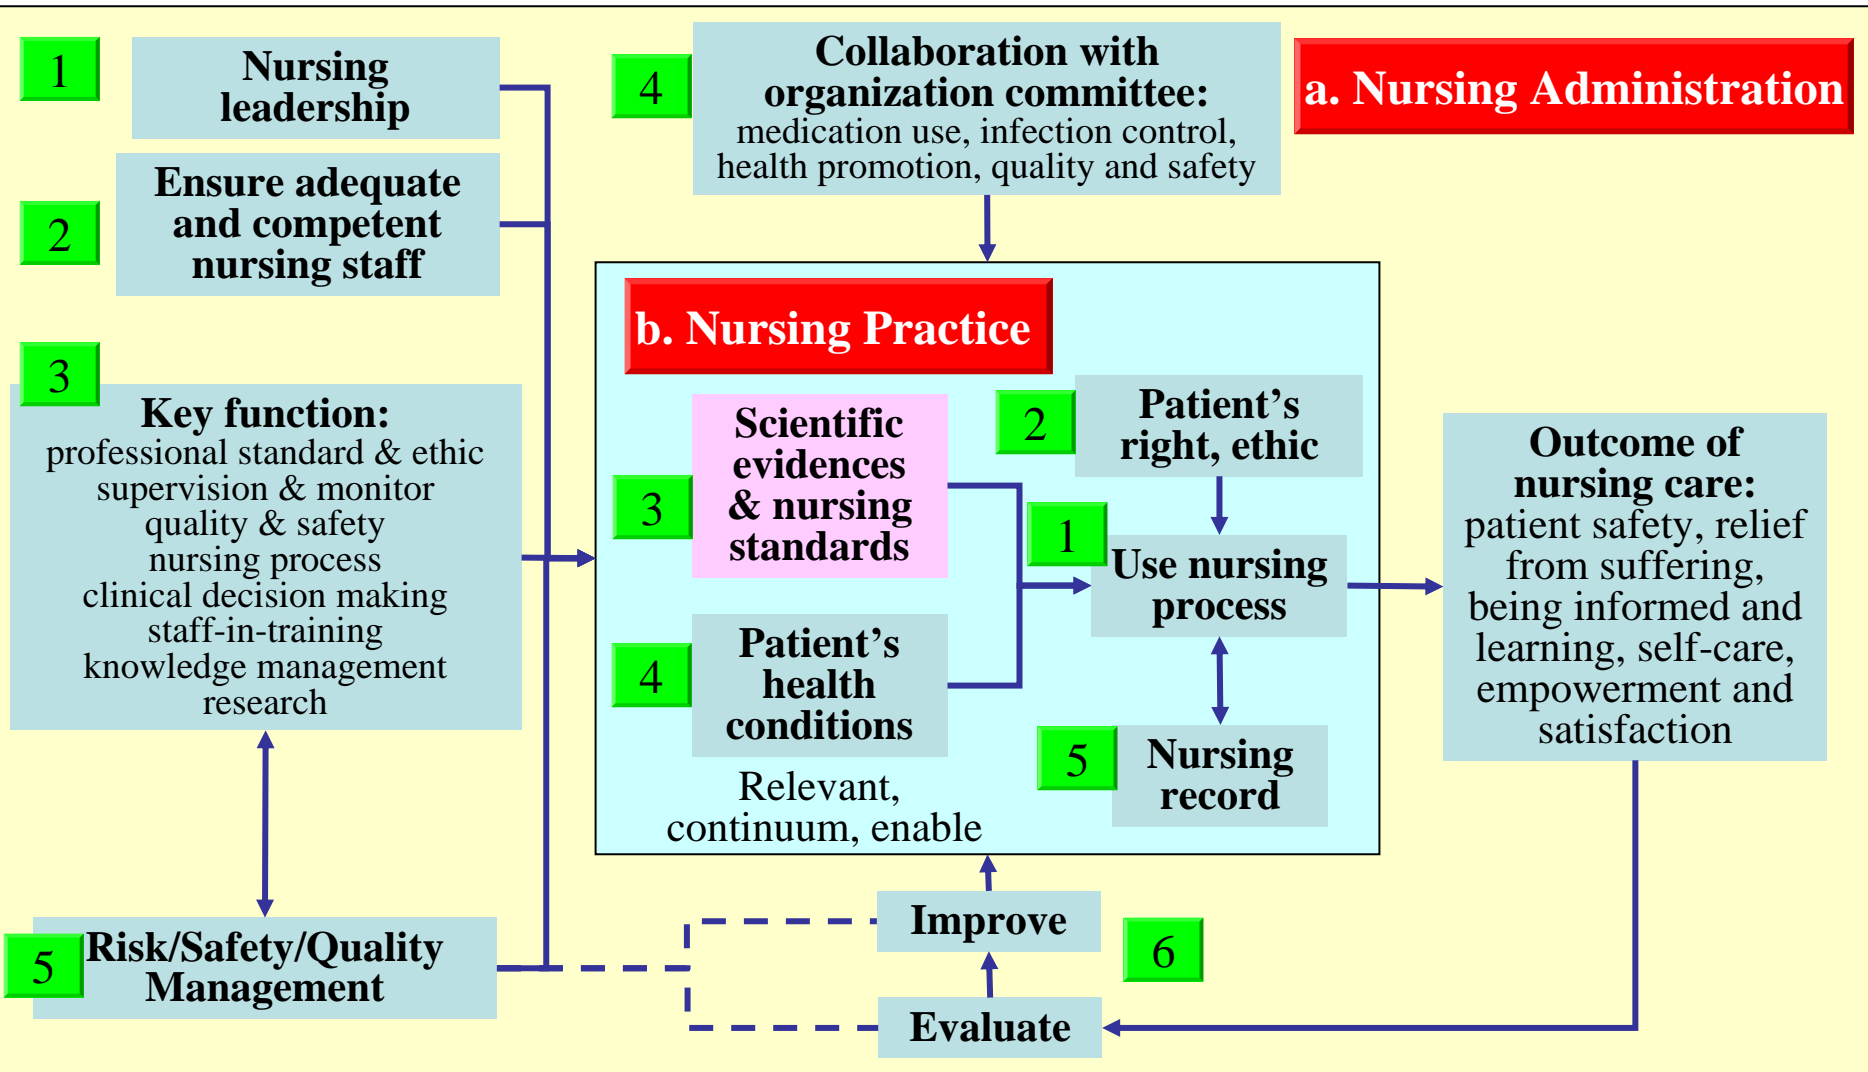 1
Nursing
leadership
4
Collaboration with
organization committee:
medication use, infection control,
health promotion, quality and safety
a. Nursing Administration
2
Ensure adequate
and competent
nursing staff
3
Key function:
professional standard & ethic
supervision & monitor
quality & safety
nursing process
clinical decision making
staff-in-training
knowledge management
research
b. Nursing Practice
3
Scientific
evidences
& nursing
standards
2
Patient’s
right, ethic
1
Use nursing
process
4
Patient’s
health
conditions
5
Nursing
record
Relevant,
continuum, enable
Outcome of
nursing care:
patient safety, relief
from suffering,
being informed and
learning, self-care,
empowerment and
satisfaction
5
Risk/Safety/Quality
Management
Improve
6
Evaluate